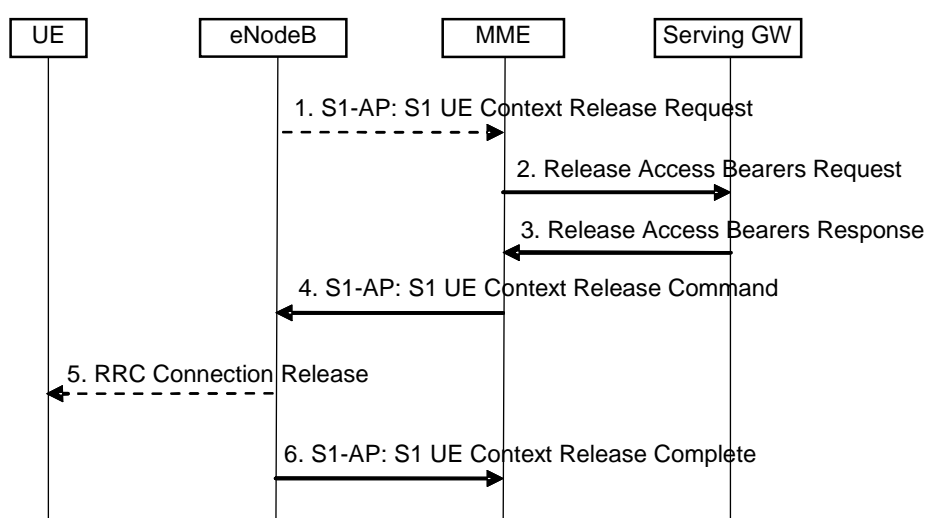 UE
eNodeB
MME
Serving GW
1. S1-AP: S1 UE Context Release Request
2. Release Access Bearers Request
3. Release Access Bearers Response
4. S1-AP: S1 UE Context Release Command
5. RRC Connection Release
6. S1-AP: S1 UE Context Release Complete